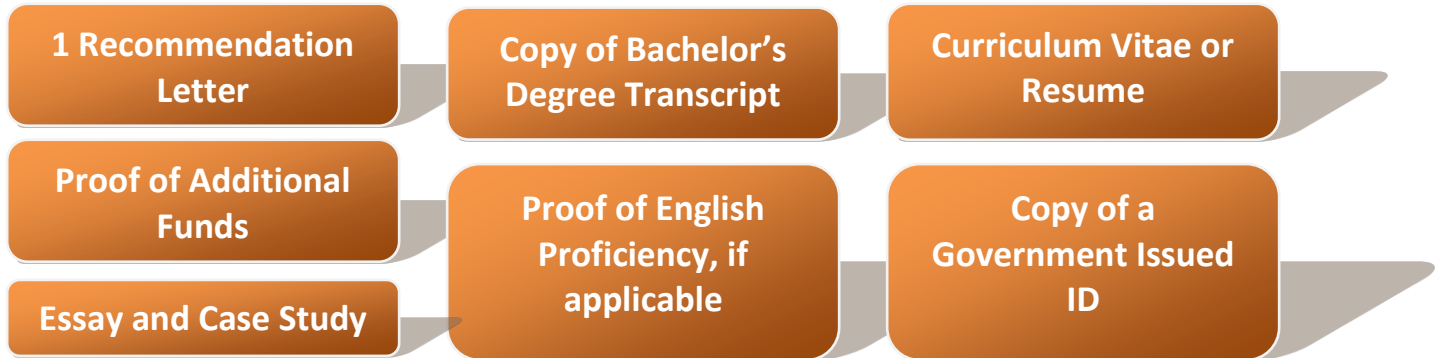 1 Recommendation
Letter
Copy of Bachelor’s
Degree Transcript
Curriculum Vitae or
Resume
Proof of Additional
Funds
Proof of English
Proficiency, if
applicable
Copy of a
Government Issued
ID
Essay and Case Study